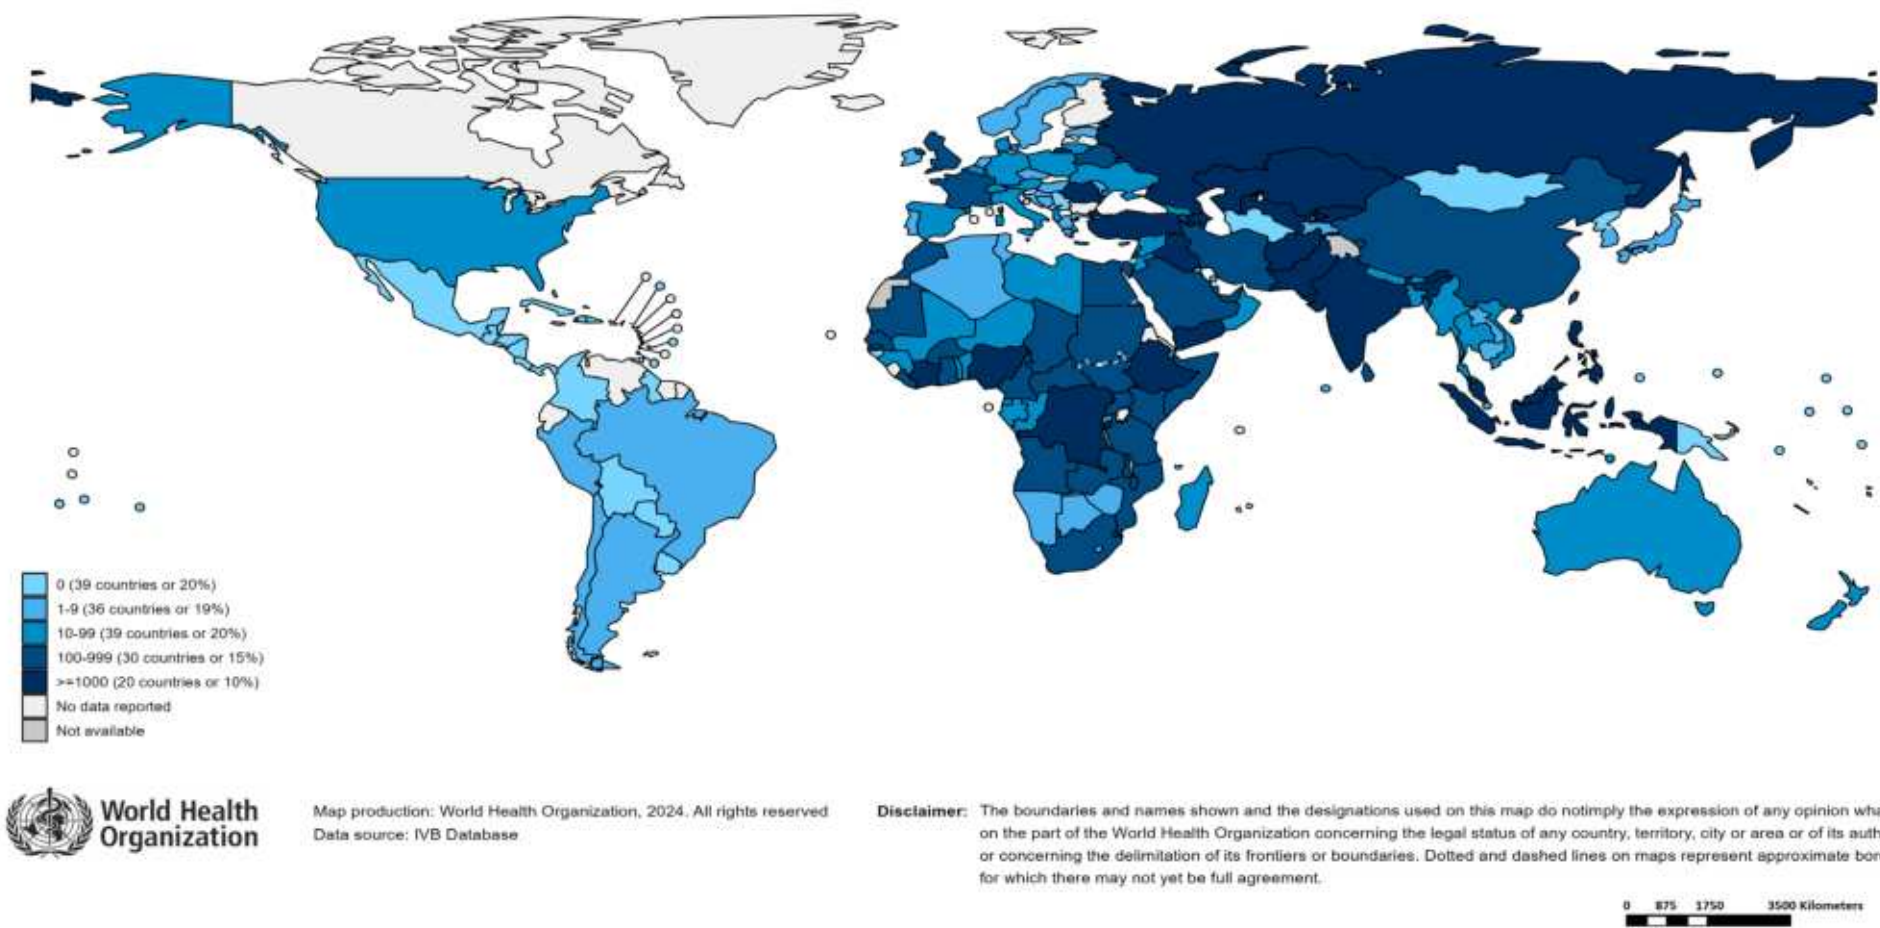 0 (39 countries or 20%)
1-9 (36 countries or 19%)
10-99 (39 countries or 20%)
100-999 (30 countries or 15%)
>=1000 (20 countries or 10%)
No data reported
Not available
World Health
Organization
Map production: World Health Organization, 2024. All rights reserved
Data source: IVB Database
Disclaimer: The boundaries and names shown and the designations used on this map do notimply the expression of any opinion wha
on the part of the World Health Organization concerning the legal status of any country, territory, city or area or of its auth
or concerning the delimitation of its frontiers or boundaries. Dotted and dashed lines on maps represent approximate bor
for which there may not yet be full agreement.
0 875 1750 3500 Kilometers